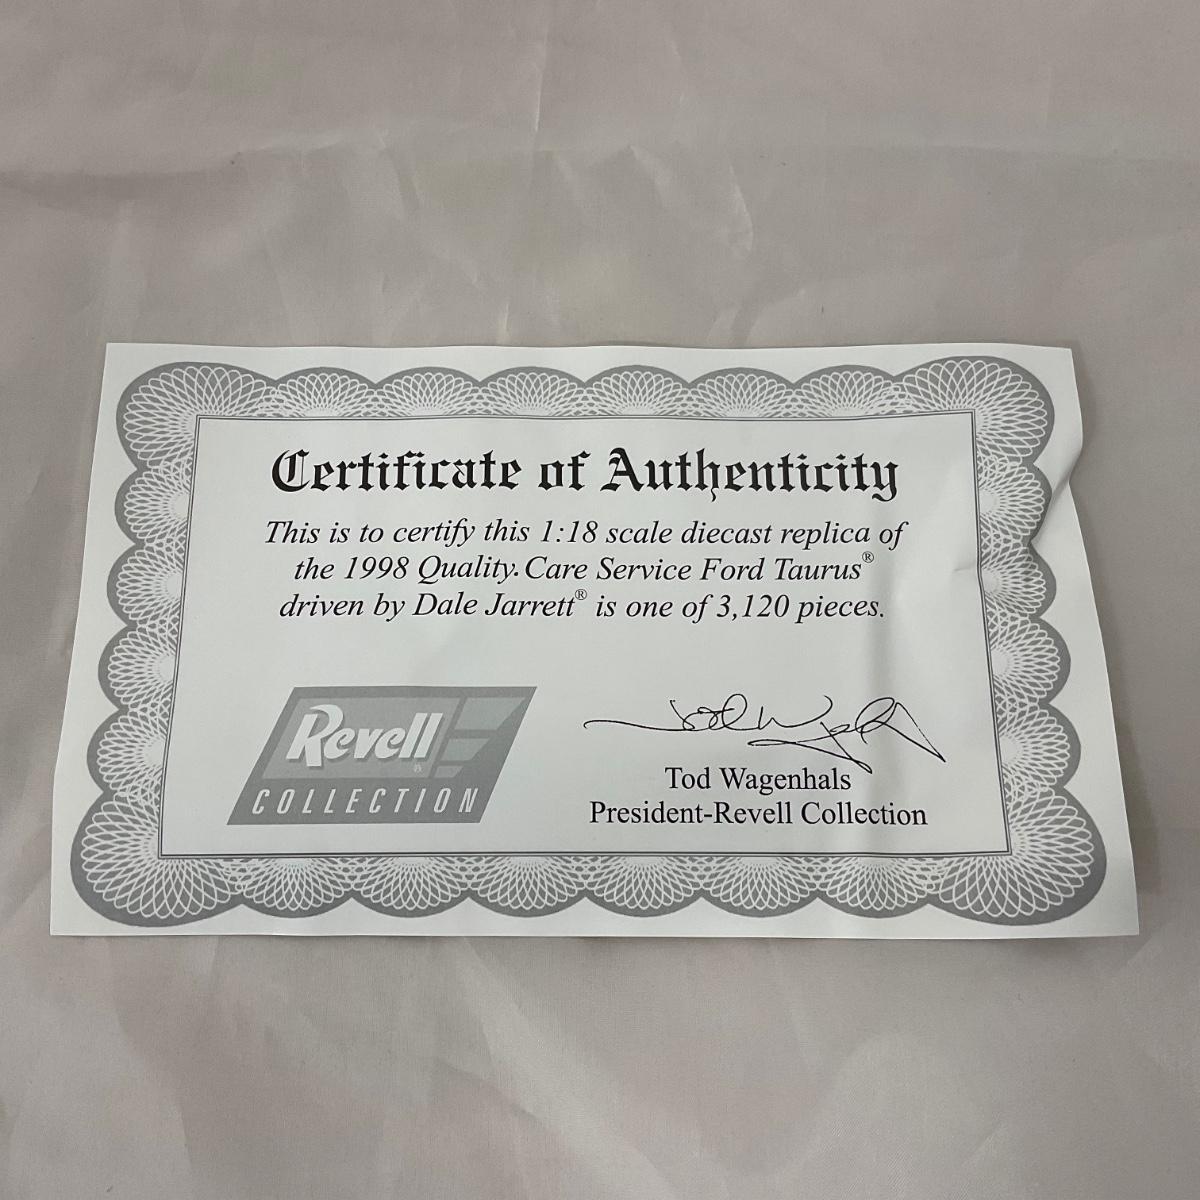 Certificate of Authenticity
This is to certify this 1:18 scale diecast replica of
the 1998 Quality Care Service Ford Taurus®
driven by Dale Jarrett® is one of 3,120 pieces.
Revell®
COLLECTION
Tod Wagenhals
Tod Wagenhals
President-Revell Collection